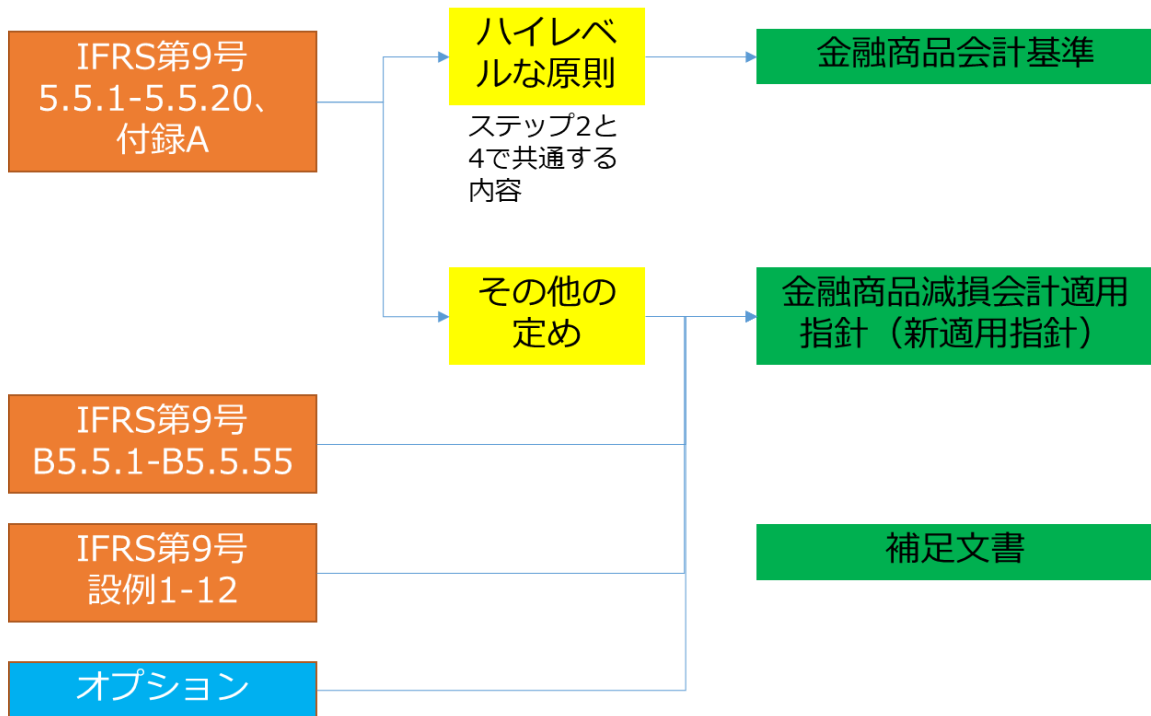 IFRS第9号
5.5.1-5.5.20、
付録A
ハイレベ
ルな原則
ステップ2と
4で共通する
内容
金融商品会計基準
その他の
定め
金融商品減損会計適用
指針（新適用指針）
IFRS第9号
B5.5.1-B5.5.55
IFRS第9号
設例1-12
補足文書
オプション